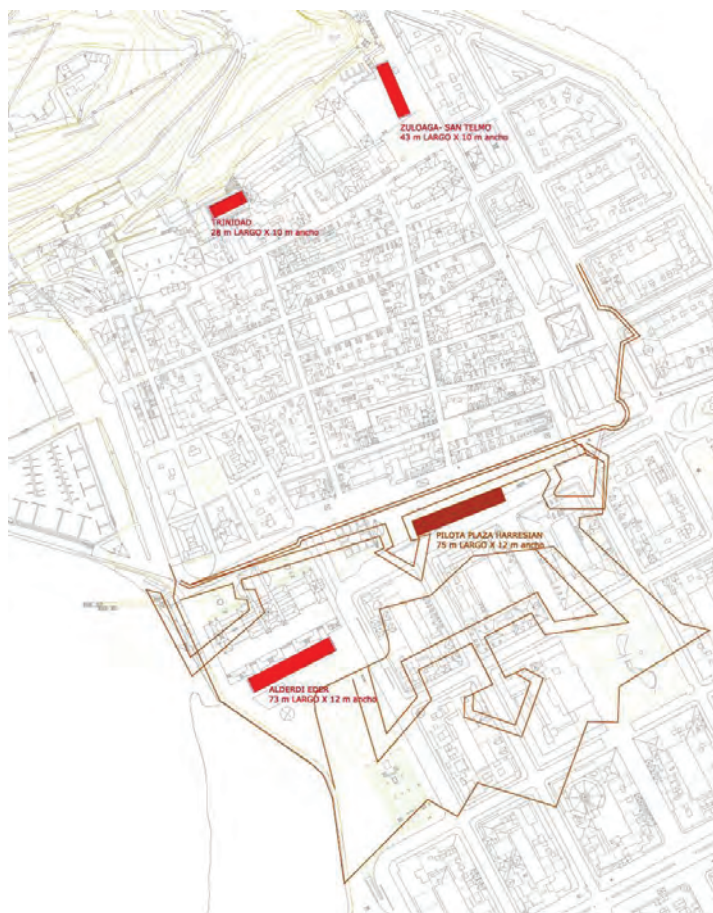 ZULOAGA- SAN TELMO
43 m LARGO X 10 m ancho
TRINIDAD
28 m LARGO X 10 m ancho
PILOTA PLAZA HARRESIAN
75 m LARGO X 12 m ancho
ALDERDI EDER
73 m LARGO X 12 m ancho